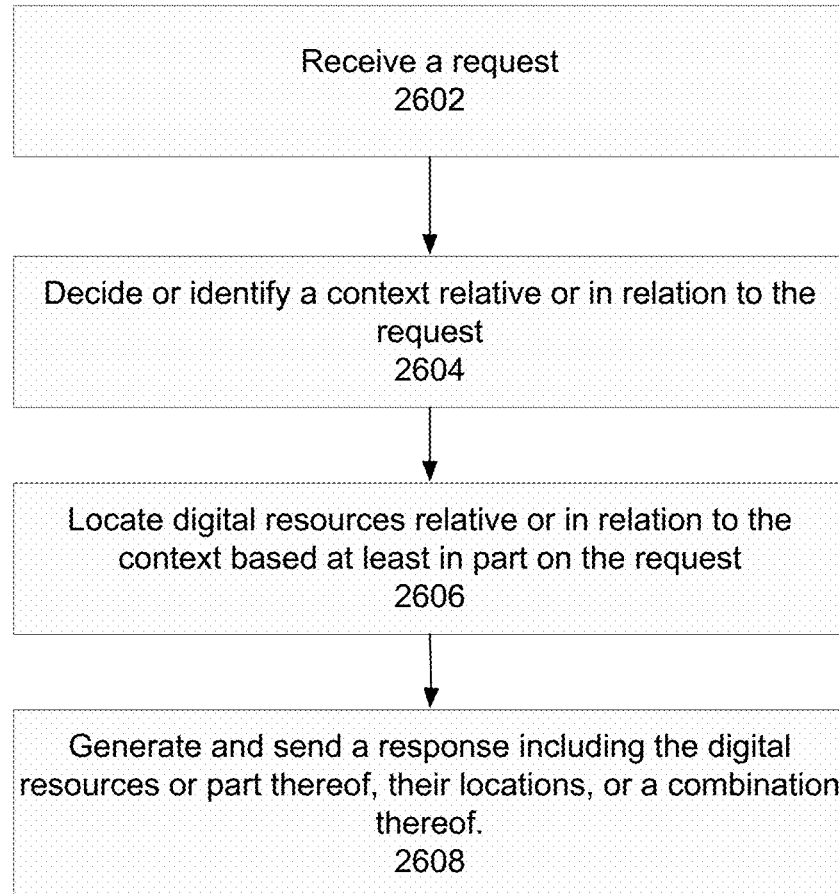 Receive a request
2602
Decide or identify a context relative or in relation to the
request
2604
Locate digital resources relative or in relation to the
context based at least in part on the request
2606
Generate and send a response including the digital
resources or part thereof, their locations, or a combination
thereof.
2608